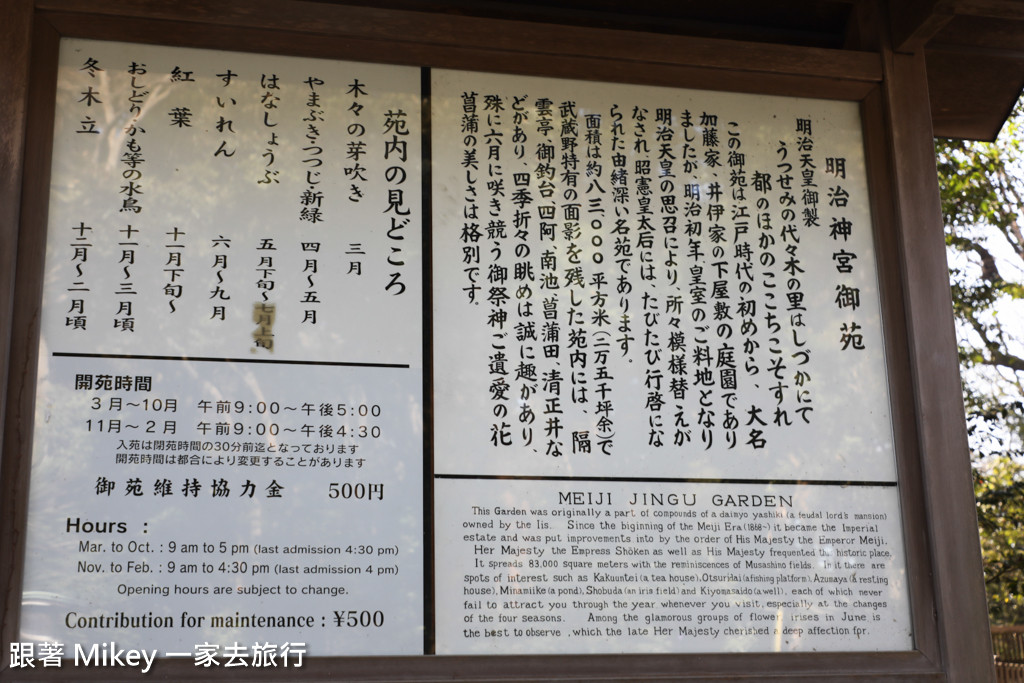 明治神宮御苑
明治天皇御製
うつせみの代々木の里はしづかにて
都のほかのここちこそすれ
この御苑は江戸時代の初めから、大名
加藤家、井伊家の下屋敷の庭園であり
ましたが、明治初年、皇室のご料地となり
明治天皇の思召により、所々模様替えが
なされ、昭憲皇太后には、たびたび行啓にな
られた由緒深い名苑であります。
面積は約八三〇〇〇平方米(二万五千坪余)で
武蔵野特有の面影を残した苑内には、隔
雲亭、御釣台、四阿、南池、菖蒲田、清正井な
どがあり、四季折々の眺めは誠に趣があり、
殊に六月に咲き競う御祭神ご遺愛の花
菖蒲の美しさは格別です。
苑内の見どころ
木々の芽吹き 三月
やまぶき・つつじ・新緑 四月〜五月
はなしょうぶ 五月下旬〜七月上旬
すいれん 六月〜九月
紅葉 十一月下旬〜
おしどり・かも等の水鳥 十一月〜三月頃
冬木立 十二月〜二月頃
開苑時間
3月〜10月 午前9:00〜午後5:00
11月〜2月 午前9:00〜午後4:30
入苑は閉苑時間の30分前迄となっております
開苑時間は都合により変更することがあります
御苑維持協力金 500円
Hours :
Mar. to Oct. : 9 am to 5 pm (last admission 4:30 pm)
Nov. to Feb. : 9 am to 4:30 pm (last admission 4 pm)
Opening hours are subject to change.
Contribution for maintenance : ¥500
MEIJI JINGU GARDEN
This Garden was originally a part of compounds of a daimyo yashiki (a feudal lord's mansion)
owned by the Iis. Since the biginning of the Meiji Era (1868~) it became the Imperial
estate and was put improvements into by the order of His Majesty the Emperor Meiji.
Her Majesty the Empress Shōken as well as His Majesty frequented the historic place.
It spreads 83,000 square meters with the reminiscences of Musashino fields. In it there are
spots of interest such as Kakuuntei (a tea house), Otsuridai (a fishing platform), Azumaya (a resting
house), Minamiike (a pond), Shobuda (an iris field) and Kiyomasaido (a well), each of which never
fail to attract you through the year, whenever you visit, especially at the changes
of the four seasons. Among the glamorous groups of flower, irises in June is
the best to observe, which the late Her Majesty cherished a deep affection for.
跟著 Mikey 一家去旅行